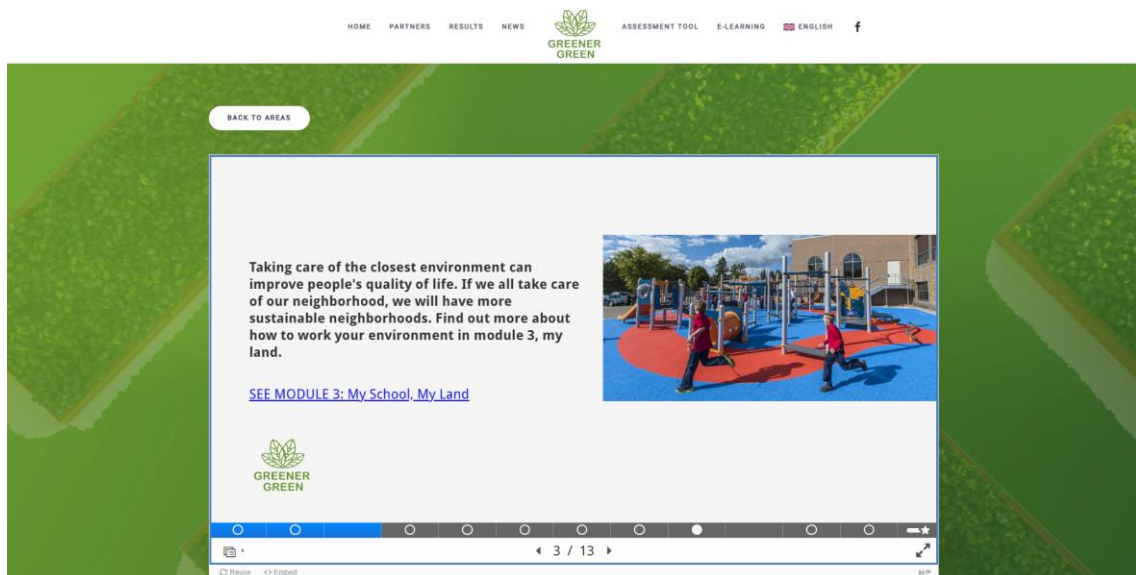 HOME PARTNERS RESULTS NEWS GREENER GREEN ASSESSMENT TOOL E-LEARNING ENGLISH f
BACK TO AREAS
Taking care of the closest environment can
improve people's quality of life. If we all take care
of our neighborhood, we will have more
sustainable neighborhoods. Find out more about
how to work your environment in module 3, my
land.
SEE MODULE 3: My School, My Land
GREENER
GREEN
3 / 13
Reuse <> Embed